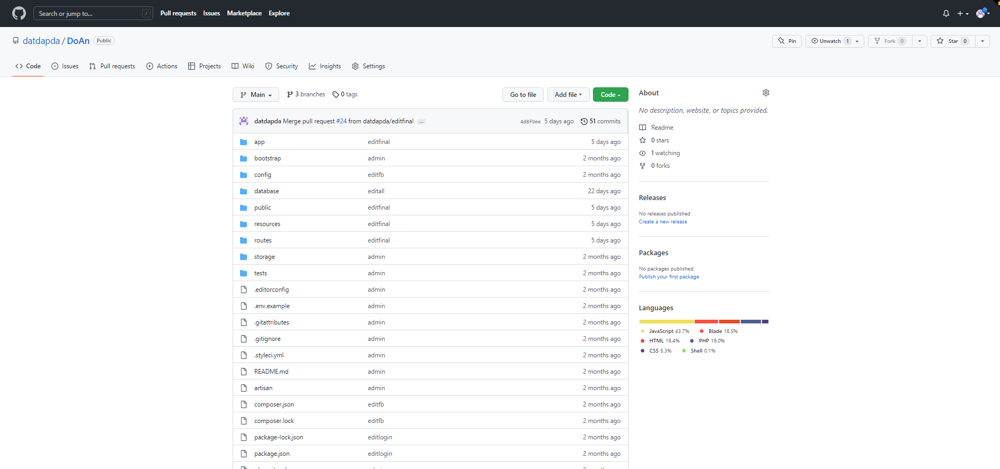 Search or jump to... /
Pull requests Issues Marketplace Explore
datdapda / DoAn Public
Pin Unwatch 1 Fork 0 Star 0
Code Issues Pull requests Actions Projects Wiki Security Insights Settings
Main 3 branches 0 tags Go to file Add file Code
datdapda Merge pull request #24 from datdapda/editfinal ... 4d8f9ee 5 days ago 51 commits
app editfinal 5 days ago
bootstrap admin 2 months ago
config editfb 2 months ago
database editall 22 days ago
public editfinal 5 days ago
resources editfinal 5 days ago
routes editfinal 5 days ago
storage admin 2 months ago
tests admin 2 months ago
.editorconfig admin 2 months ago
.env.example admin 2 months ago
.gitattributes admin 2 months ago
.gitignore admin 2 months ago
.styleci.yml admin 2 months ago
README.md admin 2 months ago
artisan admin 2 months ago
composer.json editfb 2 months ago
composer.lock editfb 2 months ago
package-lock.json editlogin 2 months ago
package.json editlogin 2 months ago
About
No description, website, or topics provided.
Readme
0 stars
1 watching
0 forks
Releases
No releases published
Create a new release
Packages
No packages published
Publish your first package
Languages
JavaScript 43.7% Blade 18.5%
HTML 16.4% PHP 16.0%
CSS 5.3% Shell 0.1%